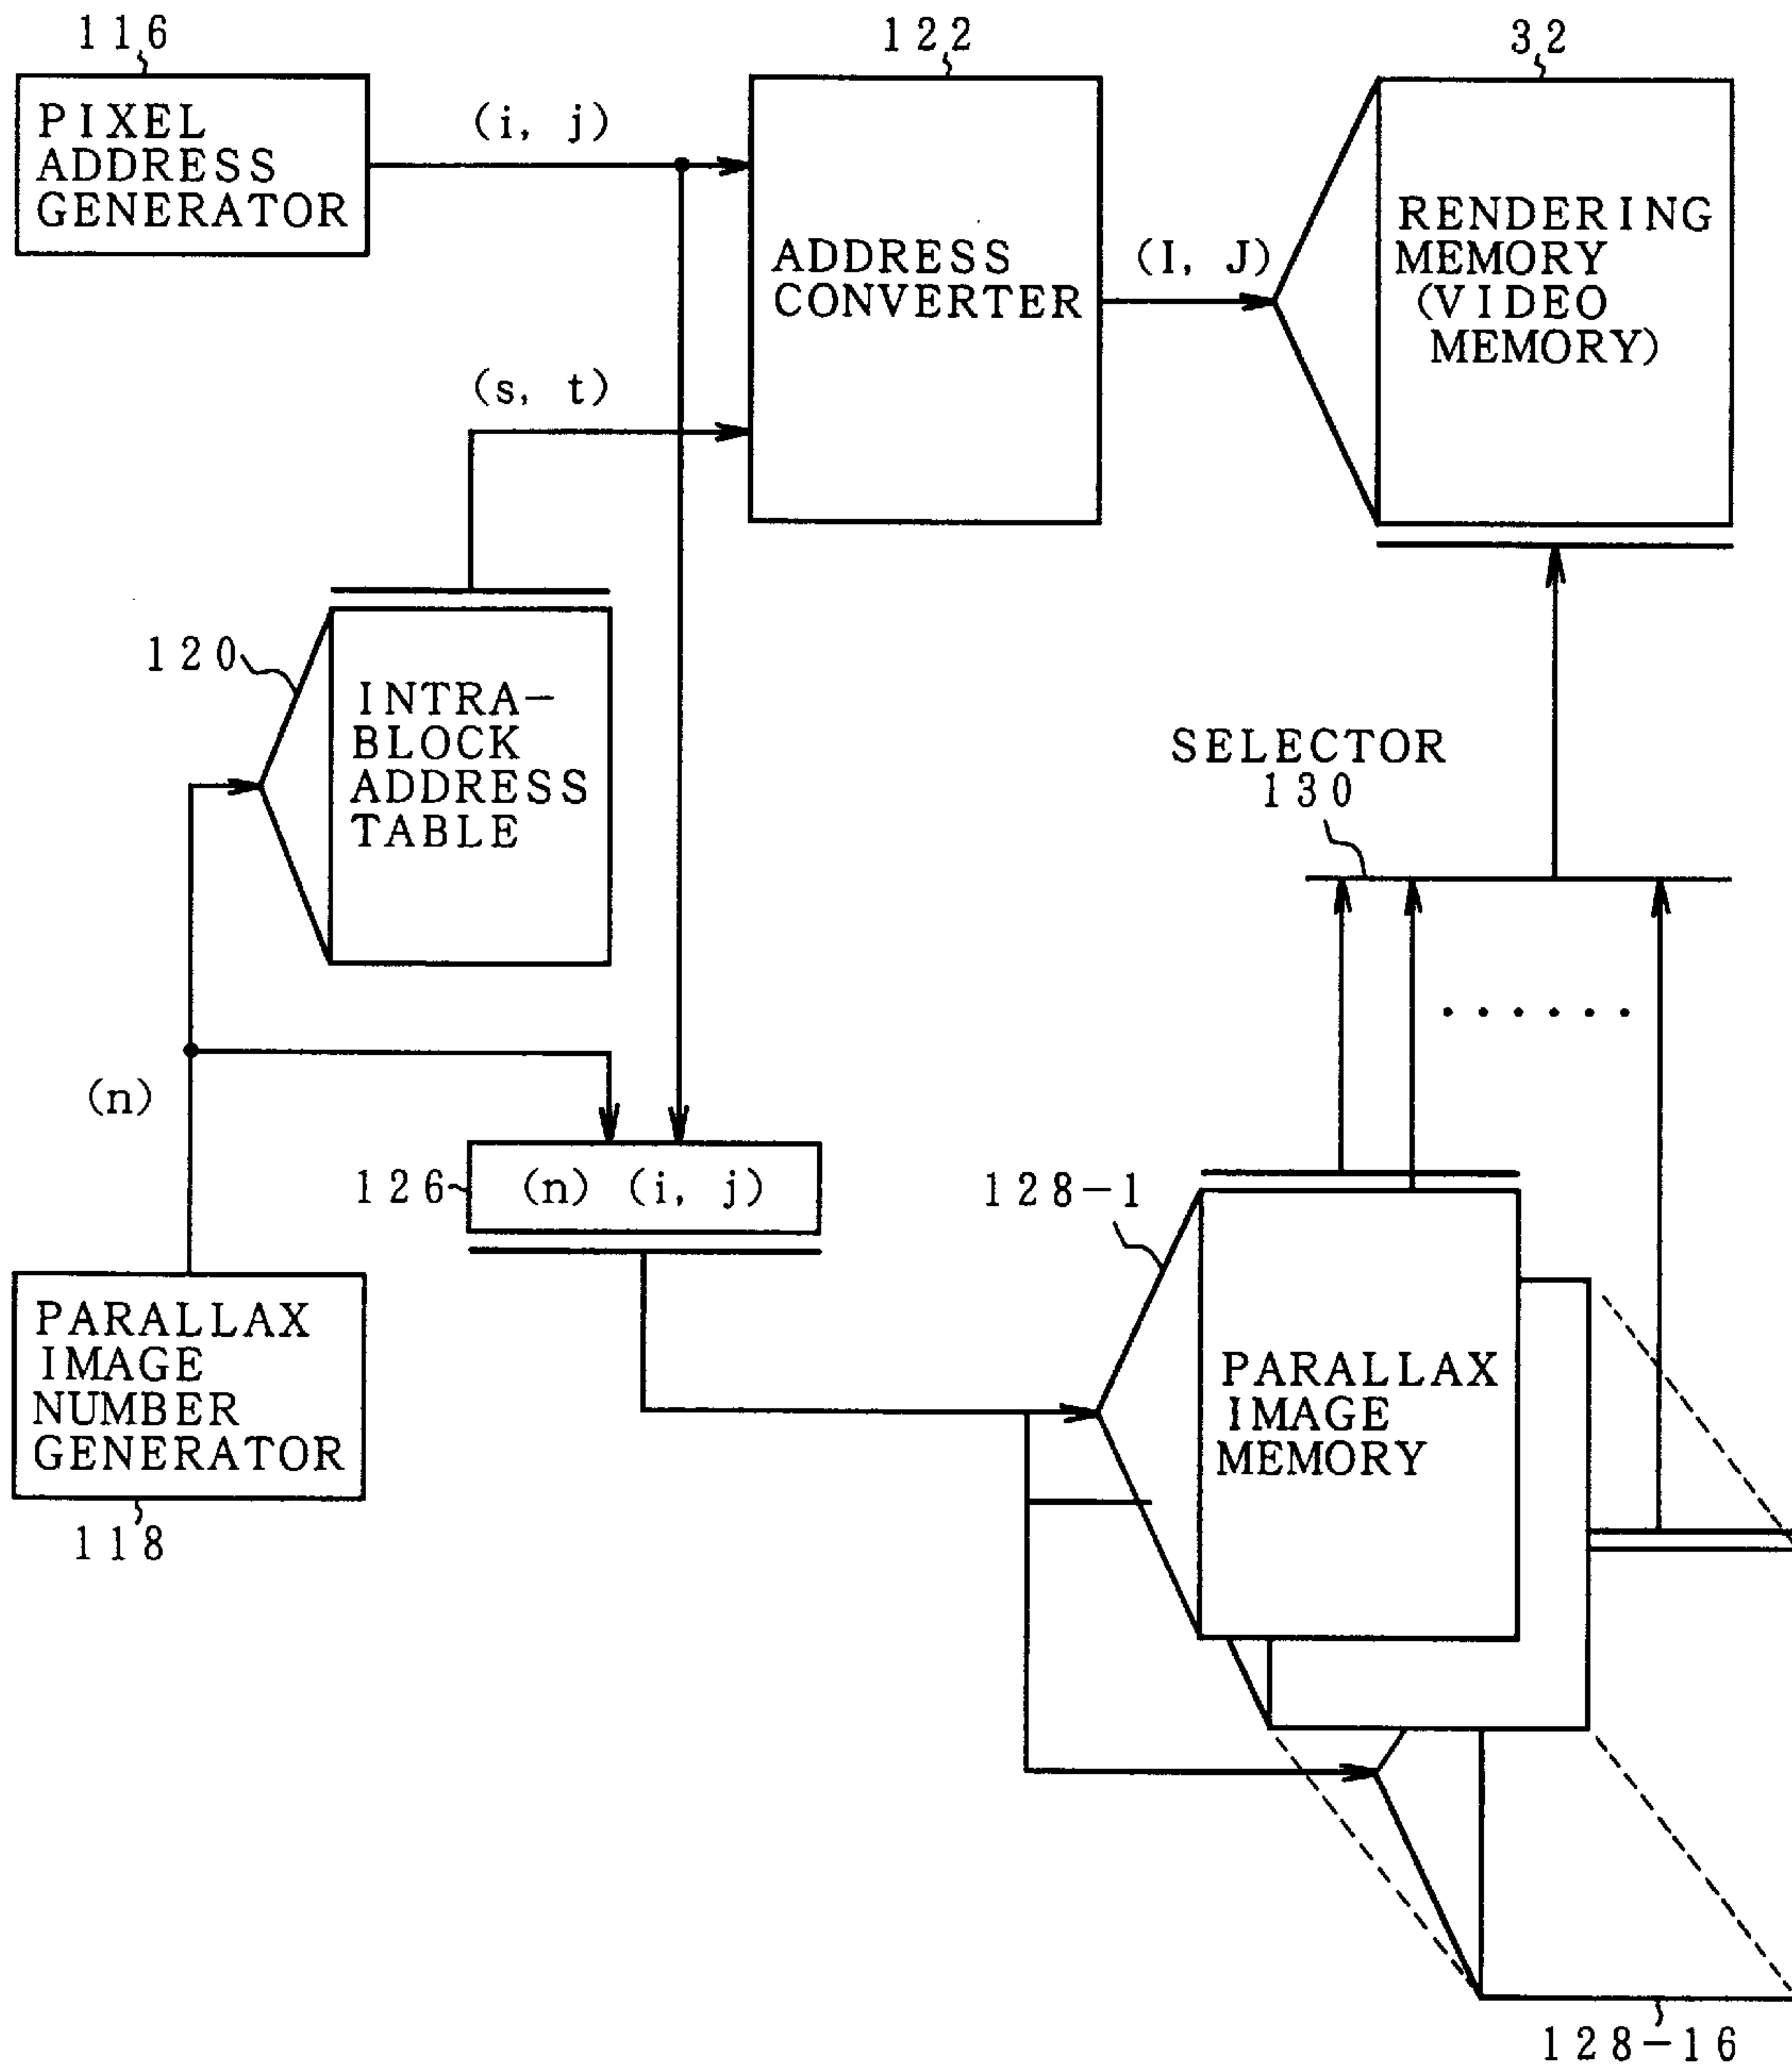 116
PIXEL
ADDRESS
GENERATOR
(i, j)
122
ADDRESS
CONVERTER
(I, J)
32
RENDERING
MEMORY
(VIDEO
MEMORY)
(s, t)
120
INTRA-
BLOCK
ADDRESS
TABLE
SELECTOR
130
(n)
126
(n) (i, j)
128-1
PARALLAX
IMAGE
NUMBER
GENERATOR
118
PARALLAX
IMAGE
MEMORY
128-16